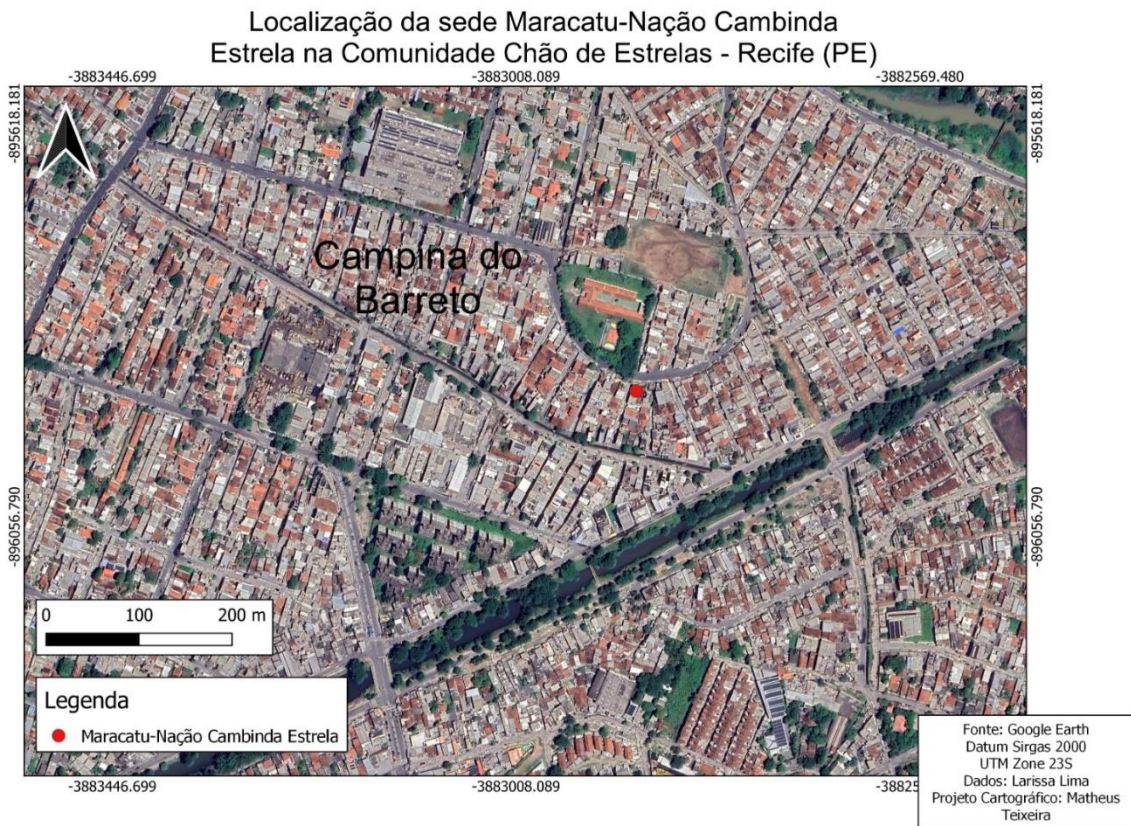 Localização da sede Maracatu-Nação Cambinda
Estrela na Comunidade Chão de Estrelas - Recife (PE)
-3883446.699
-3883008.089
-3882569.480
-895618.181
-895618.181
Campina do
Barreto
-896056.790
-896056.790
0 100 200 m
Legenda
Maracatu-Nação Cambinda Estrela
-3883446.699
-3883008.089
-38825
Fonte: Google Earth
Datum Sirgas 2000
UTM Zone 23S
Dados: Larissa Lima
Projeto Cartográfico: Matheus
Teixeira